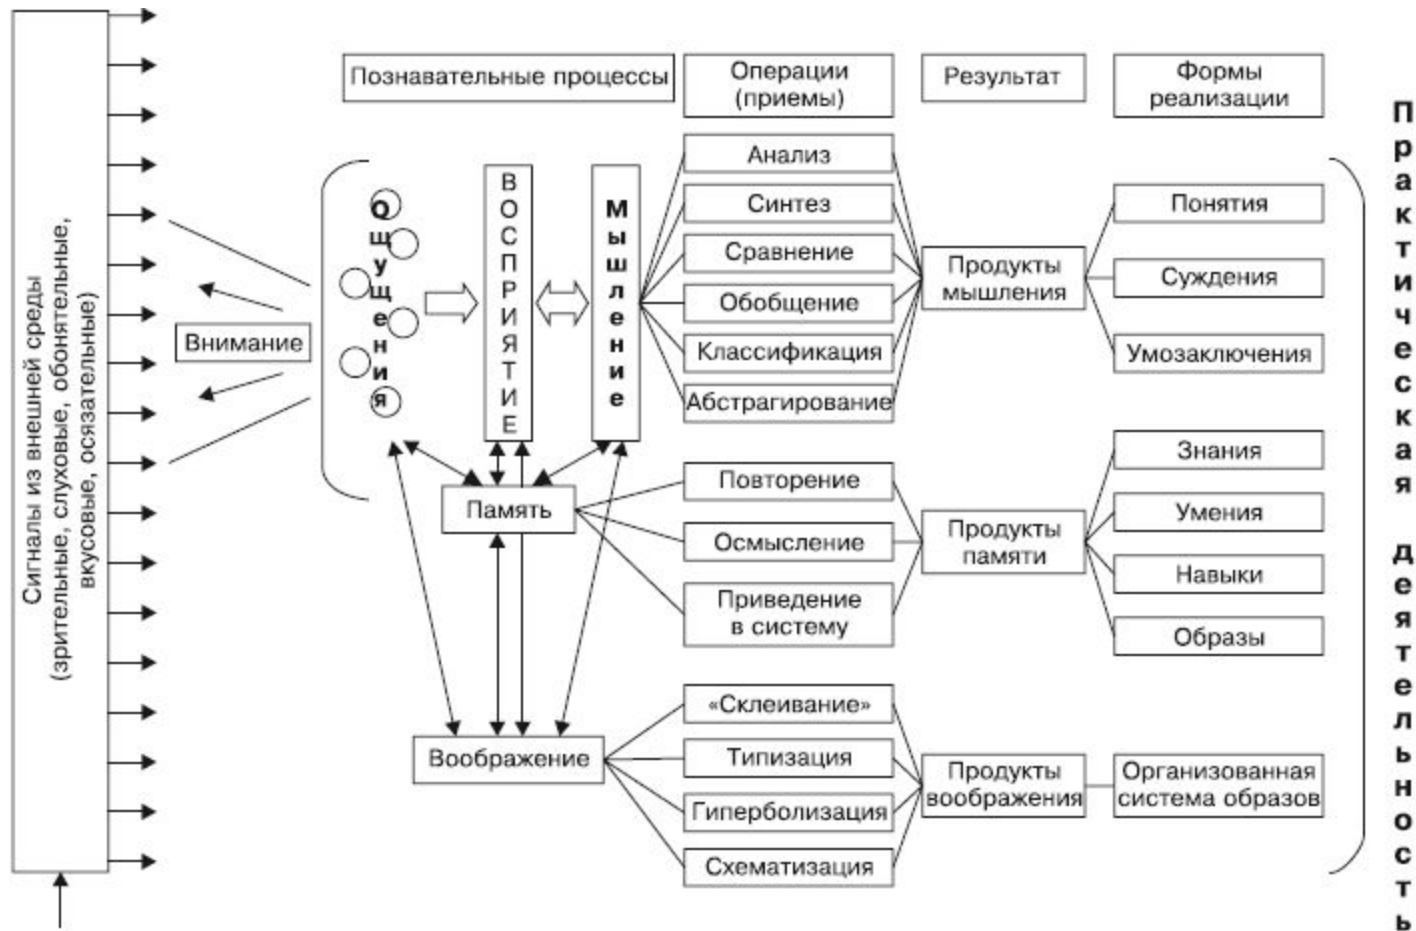 Сигналы из внешней среды
(зрительные, слуховые, обонятельные,
вкусовые, осязательные)
Внимание
Познавательные процессы
Операции
(приемы)
Результат
Формы
реализации
Ощущения
ВОСПРИЯТИЕ
Мышление
Анализ
Синтез
Сравнение
Обобщение
Классификация
Абстрагирование
Продукты
мышления
Понятия
Суждения
Умозаключения
Память
Повторение
Осмысление
Приведение
в систему
Продукты
памяти
Знания
Умения
Навыки
Образы
Воображение
«Склеивание»
Типизация
Гиперболизация
Схематизация
Продукты
воображения
Организованная
система образов
Практическая деятельность